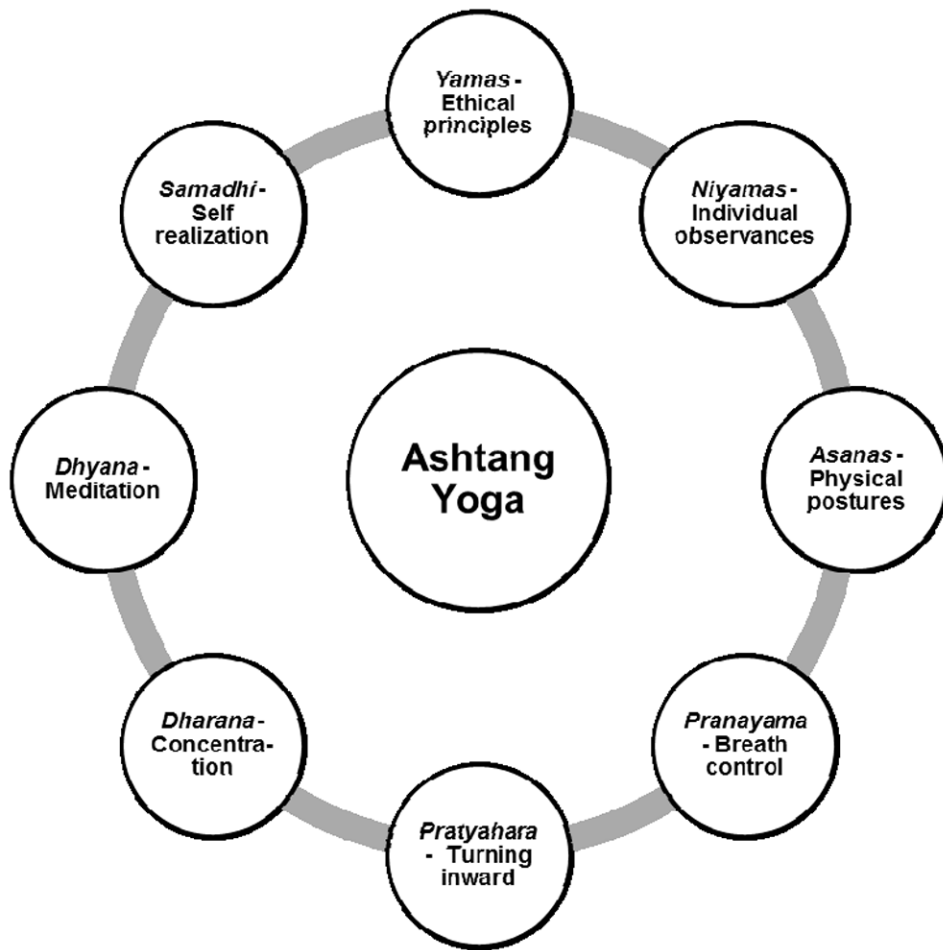 Yamas -
Ethical
principles
Niyamas -
Individual
observances
Asanas -
Physical
postures
Pranayama
- Breath
control
Pratyahara
- Turning
inward
Dharana-
Concentra-
tion
Dhyana -
Meditation
Samadhi -
Self
realization
Ashtang
Yoga